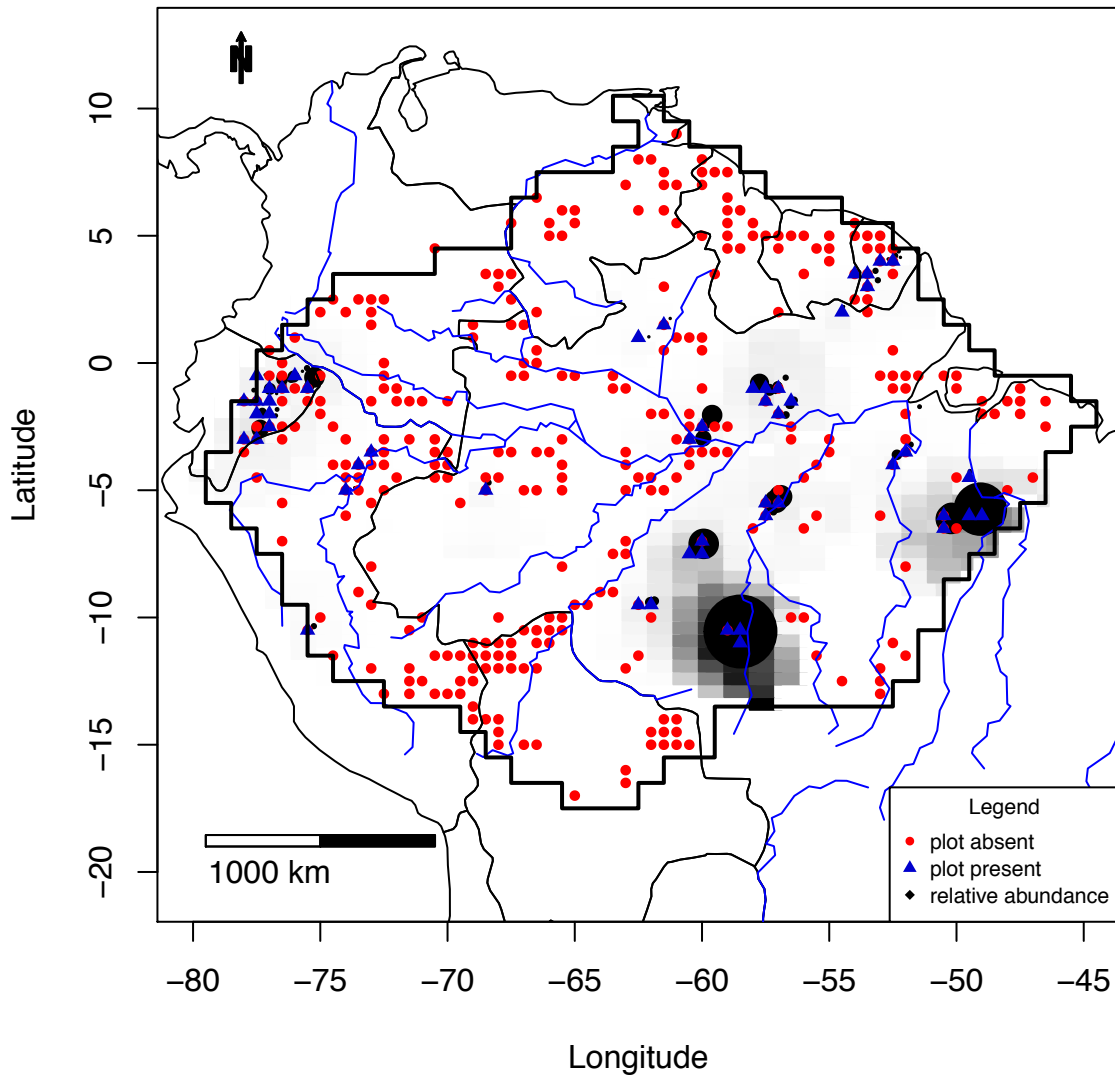 N
10
5
0
−5
−10
−15
−20
Latitude
1000 km
Legend
plot absent
plot present
relative abundance
−80 −75 −70 −65 −60 −55 −50 −45
Longitude